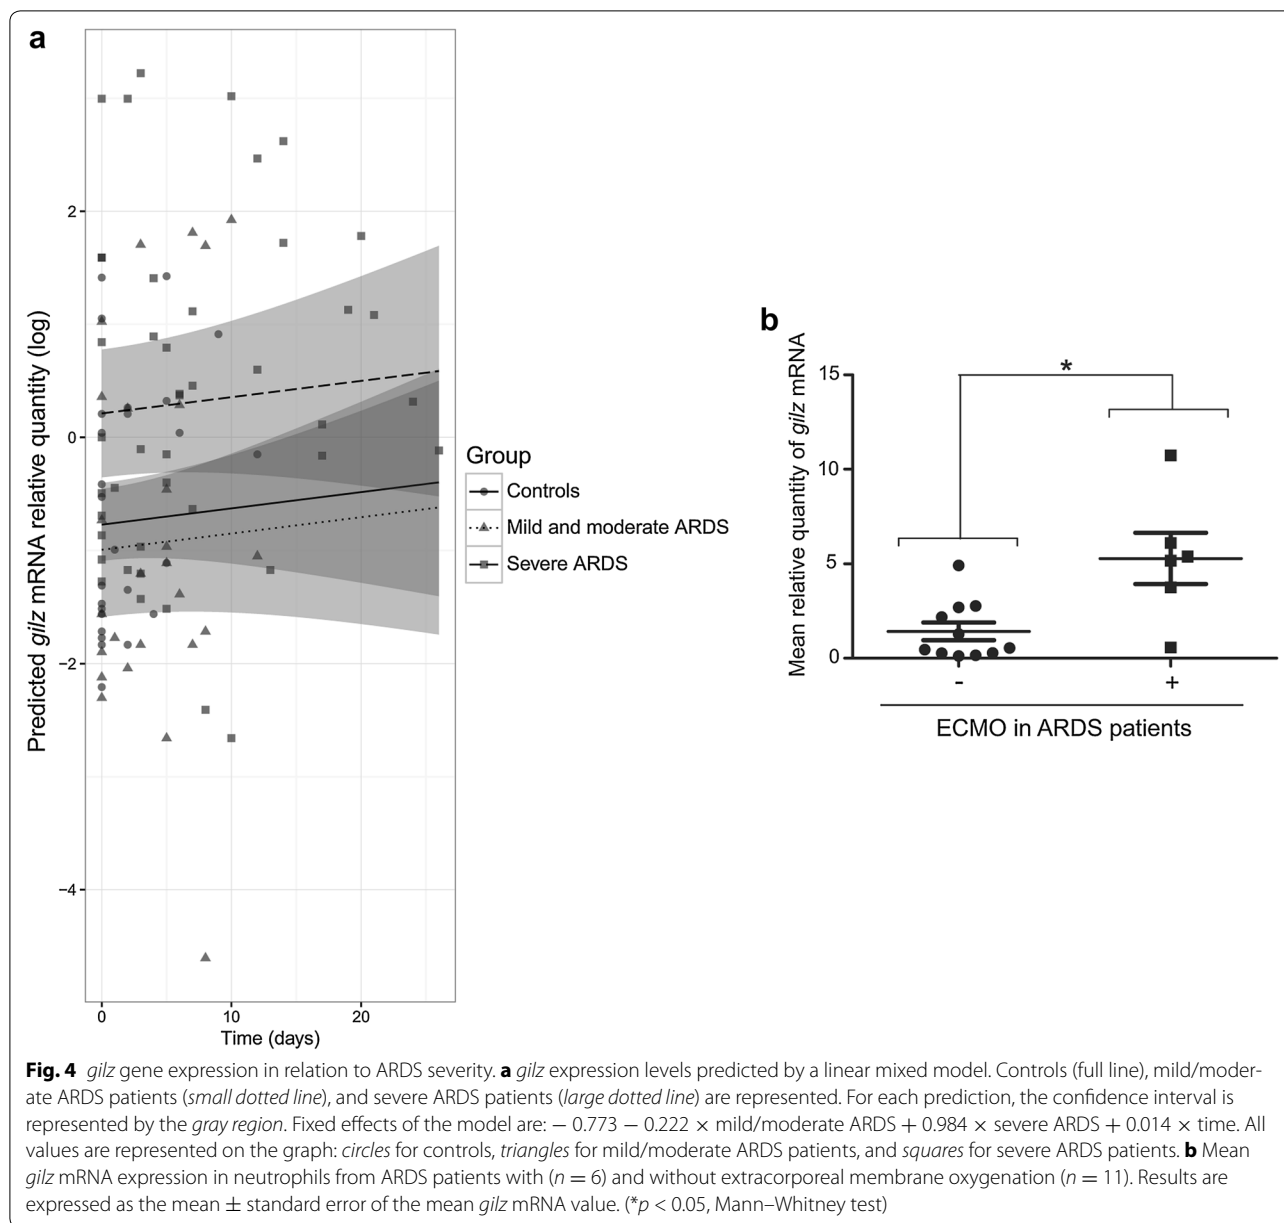 a
Predicted gilz mRNA relative quantity (log)
2
0
−2
−4
0
10
20
Time (days)
Group
Controls
Mild and moderate ARDS
Severe ARDS
b
Mean relative quantity of gilz mRNA
15
10
5
0
*
-
+
ECMO in ARDS patients
Fig. 4 gilz gene expression in relation to ARDS severity. a gilz expression levels predicted by a linear mixed model. Controls (full line), mild/moder-
ate ARDS patients (small dotted line), and severe ARDS patients (large dotted line) are represented. For each prediction, the confidence interval is
represented by the gray region. Fixed effects of the model are: − 0.773 − 0.222 × mild/moderate ARDS + 0.984 × severe ARDS + 0.014 × time. All
values are represented on the graph: circles for controls, triangles for mild/moderate ARDS patients, and squares for severe ARDS patients. b Mean
gilz mRNA expression in neutrophils from ARDS patients with (n = 6) and without extracorporeal membrane oxygenation (n = 11). Results are
expressed as the mean ± standard error of the mean gilz mRNA value. (*p < 0.05, Mann–Whitney test)